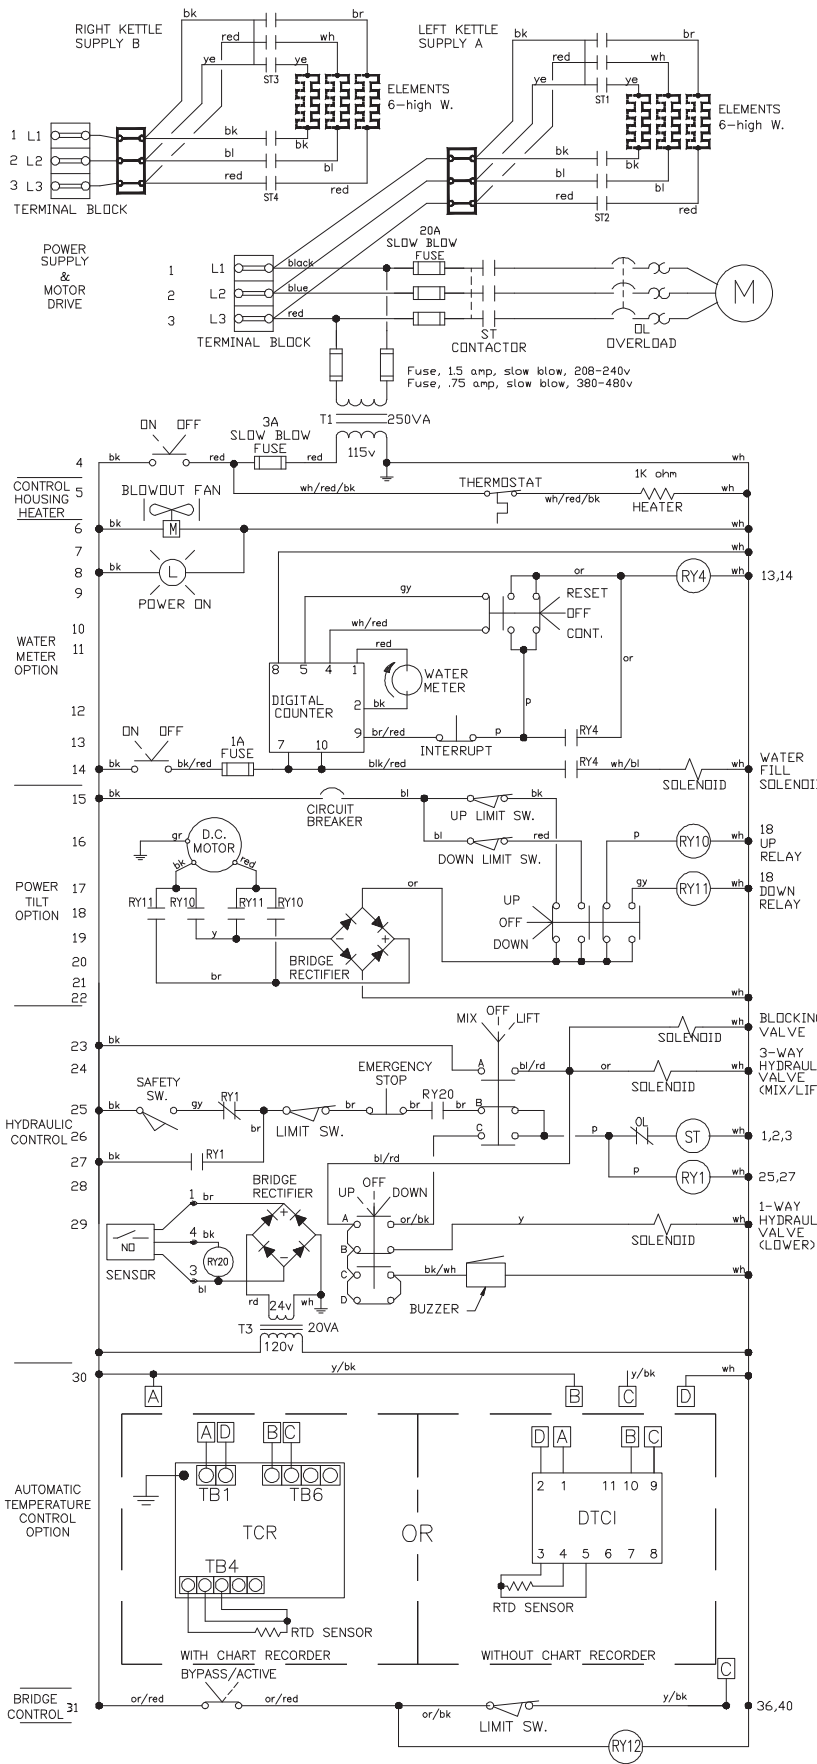 RIGHT KETTLE
SUPPLY B
bk
br
red
wh
ye
ye
ST3
ELEMENTS
6-high W.
LEFT KETTLE
SUPPLY A
bk
br
red
wh
ye
ye
ST1
ELEMENTS
6-high W.
1 L1
2 L2
3 L3
bk
bk
bl
bl
red
red
ST4
TERMINAL BLOCK
bk
bk
bl
bl
red
red
ST2
POWER
SUPPLY
&
MOTOR
DRIVE
1 L1 black
2 L2 blue
3 L3 red
TERMINAL BLOCK
20A
SLOW BLOW
FUSE
ST
CONTACTOR
OL
OVERLOAD
M
Fuse, 1.5 amp, slow blow, 208-240v
Fuse, .75 amp, slow blow, 380-480v
T1
250VA
115v
ON OFF
3A
SLOW BLOW
FUSE
4 bk red red wh
CONTROL
HOUSING
HEATER
5 wh/red/bk
THERMOSTAT
wh/red/bk
1K ohm
HEATER
wh
BLOWOUT FAN
6 bk M wh
7 wh
8 bk L
POWER ON
or RY4 wh 13,14
9 gy
RESET
OFF
CONT.
10 wh/red
WATER
METER
OPTION
11 red
or
8 5 4 1
DIGITAL
COUNTER
2
9
7 10
WATER
METER
bk
p
12
br/red
INTERRUPT
p
RY4
13
ON OFF
1A
FUSE
14 bk bk/red blk/red RY4 wh/bl
SOLENOID
wh
WATER
FILL
SOLENOI
15 bk
CIRCUIT
BREAKER
bl
UP LIMIT SW.
bk
16 gr
D.C.
MOTOR
bl
DOWN LIMIT SW.
red
p RY10 wh
18
UP
RELAY
bk red
POWER
TILT
OPTION
17
RY11 RY10 RY11 RY10
or
gy RY11 wh
18
DOWN
RELAY
18
UP
OFF
DOWN
19 y
- +
BRIDGE
RECTIFIER
20
21 br
22 wh
MIX OFF LIFT
SOLENOID
wh
BLOCKIN
VALVE
23 bk
24 A bl/rd or
SOLENOID
wh
3-WAY
HYDRAUL
VALVE
(MIX/LIF
SAFETY
SW.
EMERGENCY
STOP
25 bk gy RY1 br
LIMIT SW.
br br RY20 br B
HYDRAULIC
CONTROL
26 C p OL ST wh 1,2,3
27 bk RY1
bl/rd
p RY1 wh 25,27
28
BRIDGE
RECTIFIER
UP OFF DOWN
29
1 br
4 bk
3 bl
NO
SENSOR
RY20
+
-
A or/bk
y
SOLENOID
wh
1-WAY
HYDRAUL
VALVE
(LOWER)
B
C bk/wh
BUZZER
wh
D
rd 24v wh
T3 20VA
120v
30 y/bk y/bk wh
A B C D
AUTOMATIC
TEMPERATURE
CONTROL
OPTION
A D B C
TB1 TB6
TCR
TB4
RTD SENSOR
WITH CHART RECORDER
OR
D A B C
2 1 11 10 9
DTCI
3 4 5 6 7 8
RTD SENSOR
WITHOUT CHART RECORDER
C
BRIDGE
CONTROL
31
BYPASS/ACTIVE
or/red or/red
or/bk
LIMIT SW.
y/bk
36,40
RY12